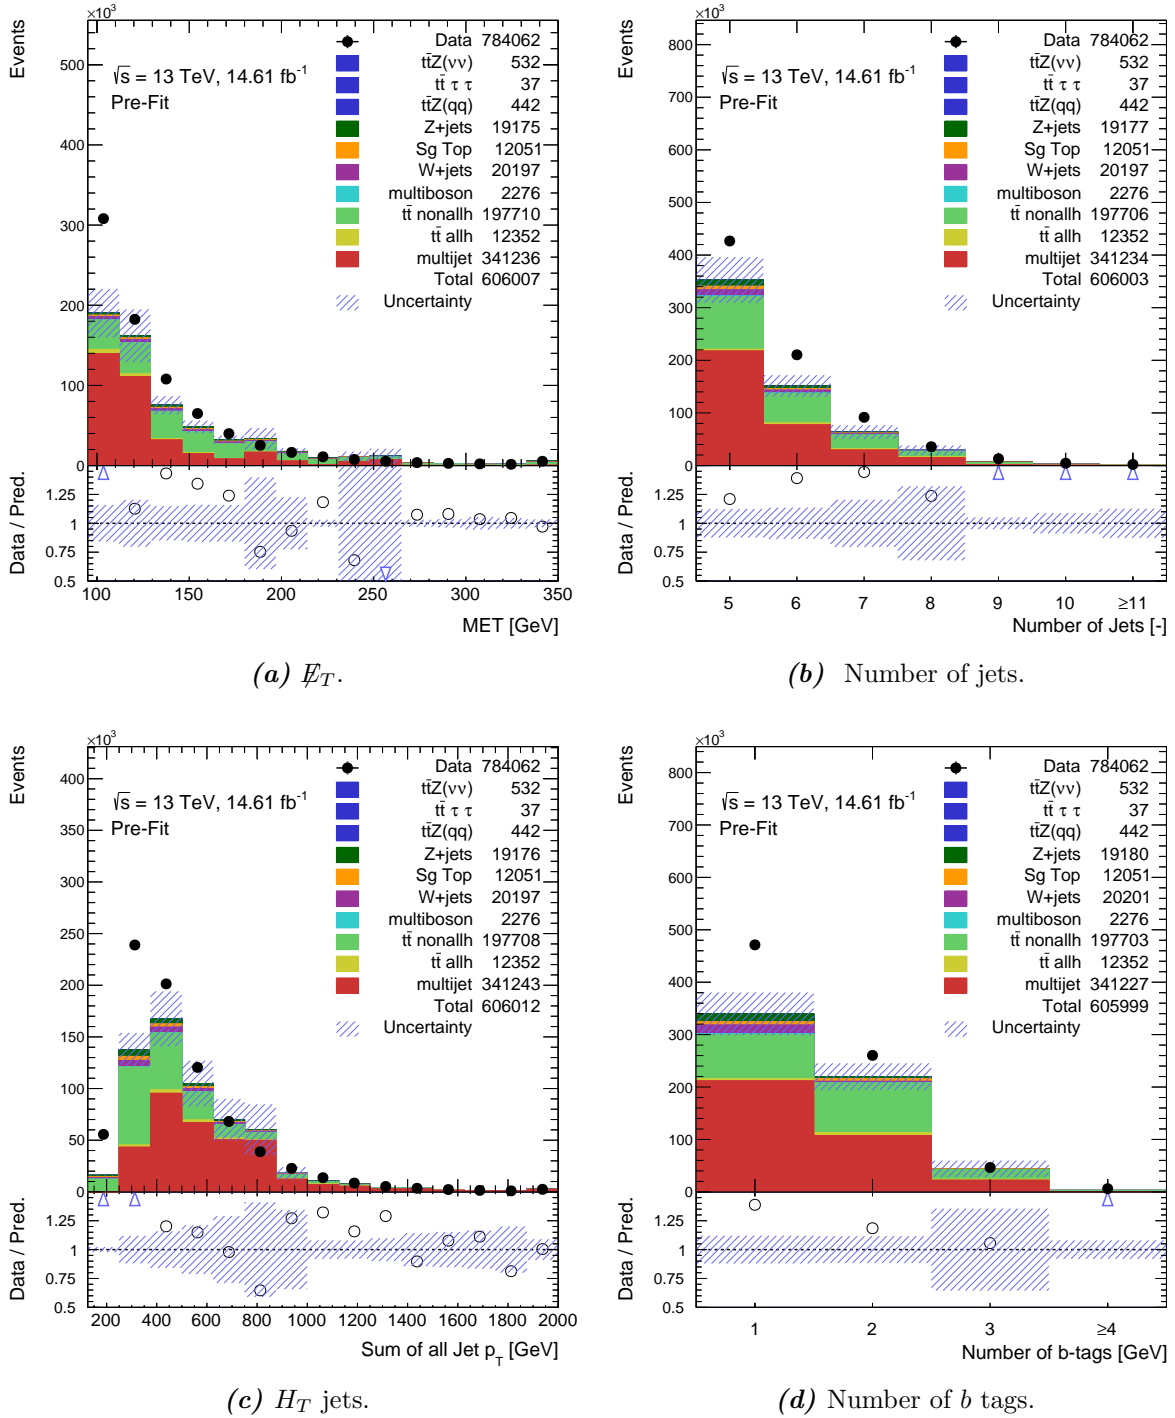 ×10³
Events
500
400
300
200
100
0
√s = 13 TeV, 14.61 fb⁻¹
Pre-Fit
Data 784062
tt̄Z(νν) 532
tt̄ τ τ 37
tt̄Z(qq) 442
Z+jets 19175
Sg Top 12051
W+jets 20197
multiboson 2276
tt̄ nonallh 197710
tt̄ allh 12352
multijet 341236
Total 606007
Uncertainty
Data / Pred.
1.25
1
0.75
0.5
100 150 200 250 300 350
MET [GeV]
(a) E̸_T.
×10³
Events
800
700
600
500
400
300
200
100
0
√s = 13 TeV, 14.61 fb⁻¹
Pre-Fit
Data 784062
tt̄Z(νν) 532
tt̄ τ τ 37
tt̄Z(qq) 442
Z+jets 19177
Sg Top 12051
W+jets 20197
multiboson 2276
tt̄ nonallh 197706
tt̄ allh 12352
multijet 341234
Total 606003
Uncertainty
Data / Pred.
1.25
1
0.75
0.5
5 6 7 8 9 10 ≥11
Number of Jets [-]
(b) Number of jets.
×10³
Events
400
350
300
250
200
150
100
50
0
√s = 13 TeV, 14.61 fb⁻¹
Pre-Fit
Data 784062
tt̄Z(νν) 532
tt̄ τ τ 37
tt̄Z(qq) 442
Z+jets 19176
Sg Top 12051
W+jets 20197
multiboson 2276
tt̄ nonallh 197708
tt̄ allh 12352
multijet 341243
Total 606012
Uncertainty
Data / Pred.
1.25
1
0.75
0.5
200 400 600 800 1000 1200 1400 1600 1800 2000
Sum of all Jet p_T [GeV]
(c) H_T jets.
×10³
Events
800
700
600
500
400
300
200
100
0
√s = 13 TeV, 14.61 fb⁻¹
Pre-Fit
Data 784062
tt̄Z(νν) 532
tt̄ τ τ 37
tt̄Z(qq) 442
Z+jets 19180
Sg Top 12051
W+jets 20201
multiboson 2276
tt̄ nonallh 197703
tt̄ allh 12352
multijet 341227
Total 605999
Uncertainty
Data / Pred.
1.25
1
0.75
0.5
1 2 3 ≥4
Number of b-tags [GeV]
(d) Number of b tags.